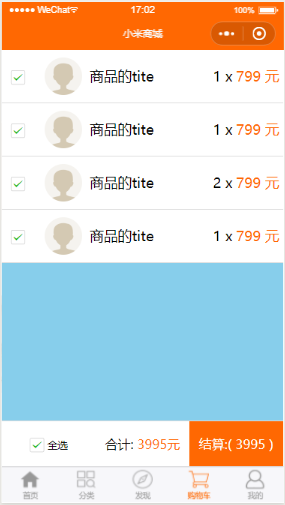 WeChat 17:02 100%
小米商城
商品的tite 1 x 799 元
商品的tite 1 x 799 元
商品的tite 2 x 799 元
商品的tite 1 x 799 元
全选 合计: 3995元 结算:( 3995 )
首页 分类 发现 购物车 我的